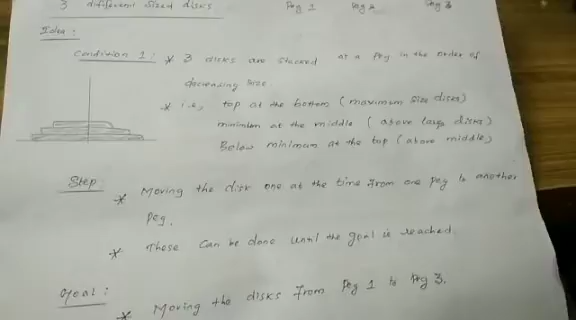 3 different sized disks Peg 1 Peg 2 Peg 3
Idea :
Condition 1 : * 3 disks are stacked at a peg in the order of
decreasing size
* i.e., top at the bottom (maximum size disks)
minimum at the middle (above large disks)
Below minimum at the top (above middle)
Step * Moving the disk one at the time from one peg to another
peg.
* These can be done until the goal is reached.
Goal :
* Moving the disks from Peg 1 to Peg 3.